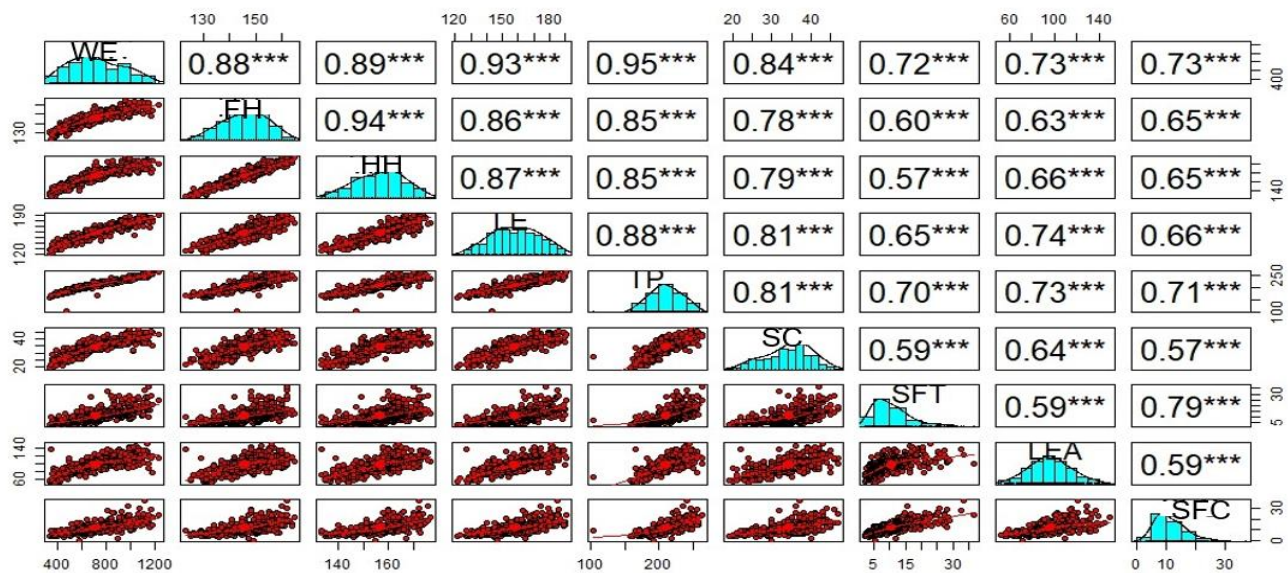 130 150 120 150 180 20 30 40 60 100 140
WE 0.88*** 0.89*** 0.93*** 0.95*** 0.84*** 0.72*** 0.73*** 0.73*** 400
130 FH 0.94*** 0.86*** 0.85*** 0.78*** 0.60*** 0.63*** 0.65***
HH 0.87*** 0.85*** 0.79*** 0.57*** 0.66*** 0.65*** 140
120 190 LE 0.88*** 0.81*** 0.65*** 0.74*** 0.66***
TP 0.81*** 0.70*** 0.73*** 0.71*** 100 250
20 40 SC 0.59*** 0.64*** 0.57***
SFT 0.59*** 0.79*** 5 30
60 140 LEA 0.59***
SFC 0 30
400 800 1200 140 160 100 200 5 15 30 0 10 30